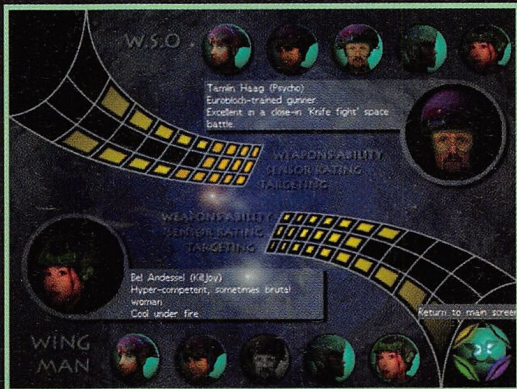 W.S.O
Tamlin Haag (Psycho)
Eurobloch-trained gunner.
Excellent in a close-in 'Knife fight' space
battle.
WEAPONS ABILITY
SENSOR RATING
TARGETING
WEAPONS ABILITY
SENSOR RATING
TARGETING
Bel Andessel (KillJoy)
Hyper-competent, sometimes brutal
woman
Cool under fire
Return to main screen
WING
MAN